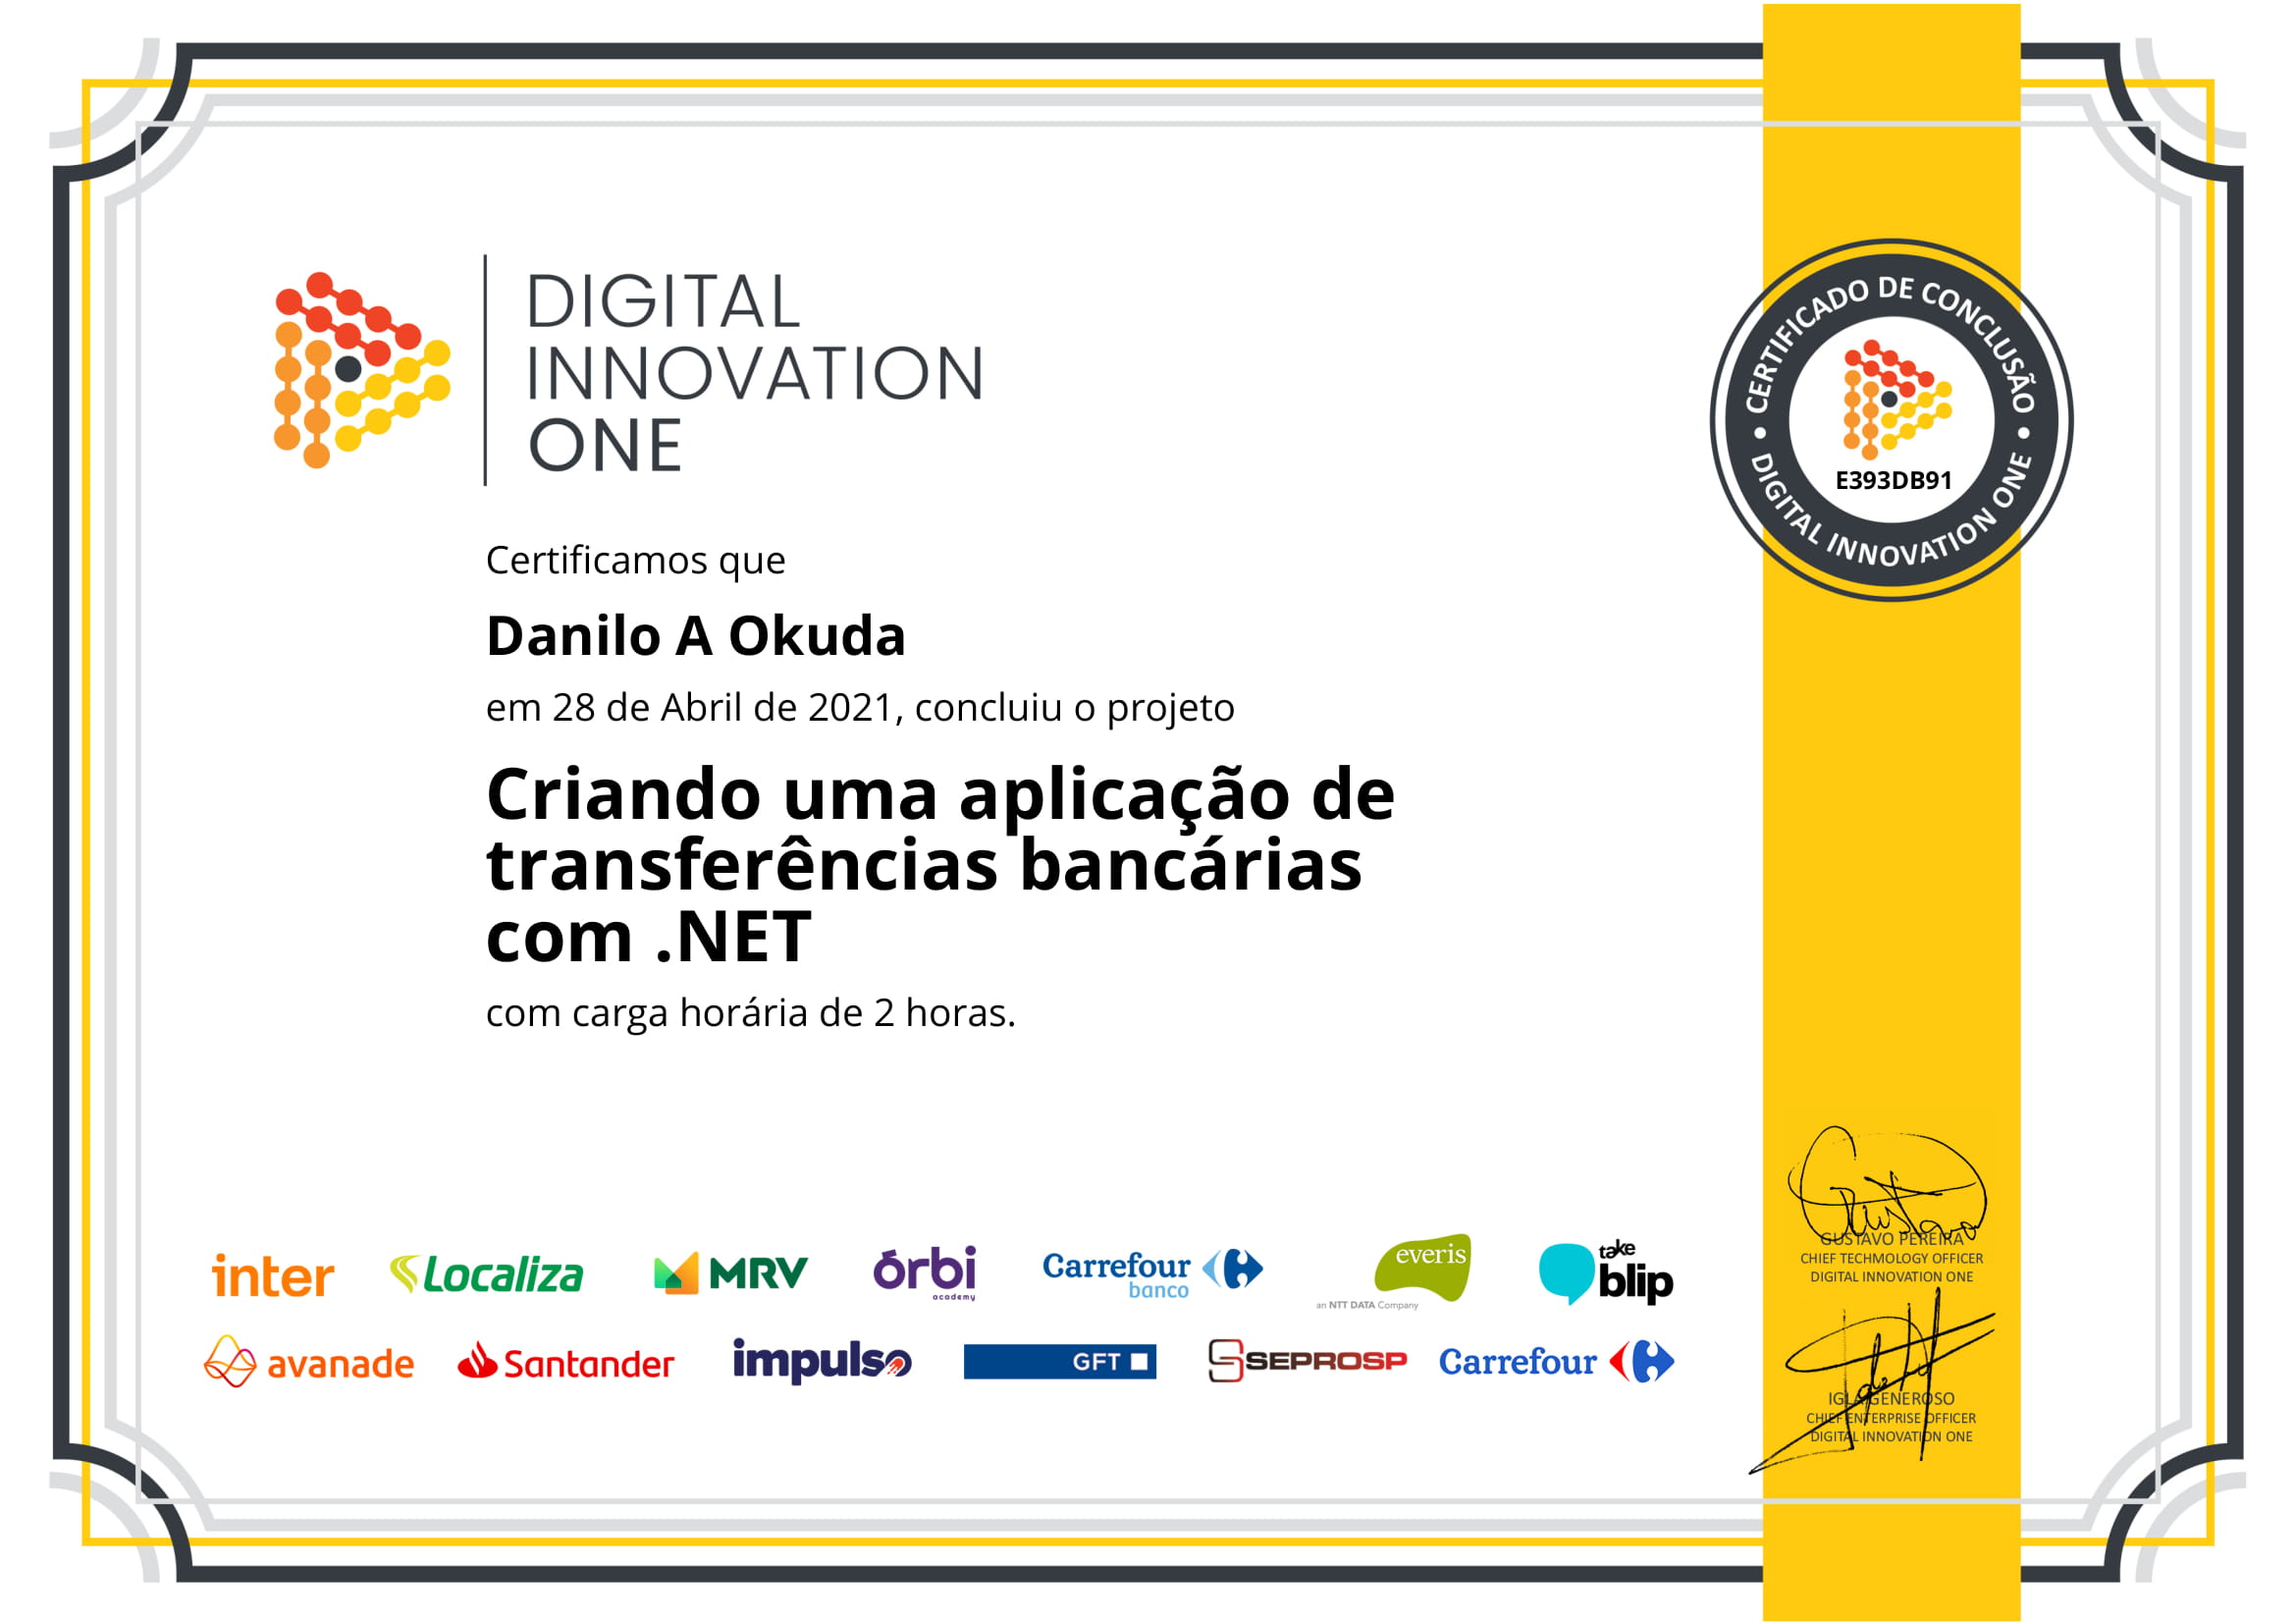 DIGITAL
INNOVATION
ONE
CERTIFICADO DE CONCLUSÃO
E393DB91
DIGITAL INNOVATION ONE
Certificamos que
Danilo A Okuda
em 28 de Abril de 2021, concluiu o projeto
Criando uma aplicação de
transferências bancárias
com .NET
com carga horária de 2 horas.
inter
Localiza
MRV
órbi
academy
Carrefour
banco
everis
an NTT DATA Company
take
blip
avanade
Santander
impulso
GFT
SEPROSP
Carrefour
Gustavo
GUSTAVO PEREIRA
CHIEF TECHMOLOGY OFFICER
DIGITAL INNOVATION ONE
IGLA GENEROSO
CHIEF ENTERPRISE OFFICER
DIGITAL INNOVATION ONE